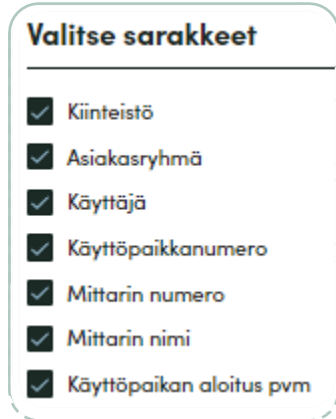 Valitse sarakkeet
Kiinteistö
Asiakasryhmä
Käyttäjä
Käyttöpaikkanumero
Mittarin numero
Mittarin nimi
Käyttöpaikan aloitus pvm